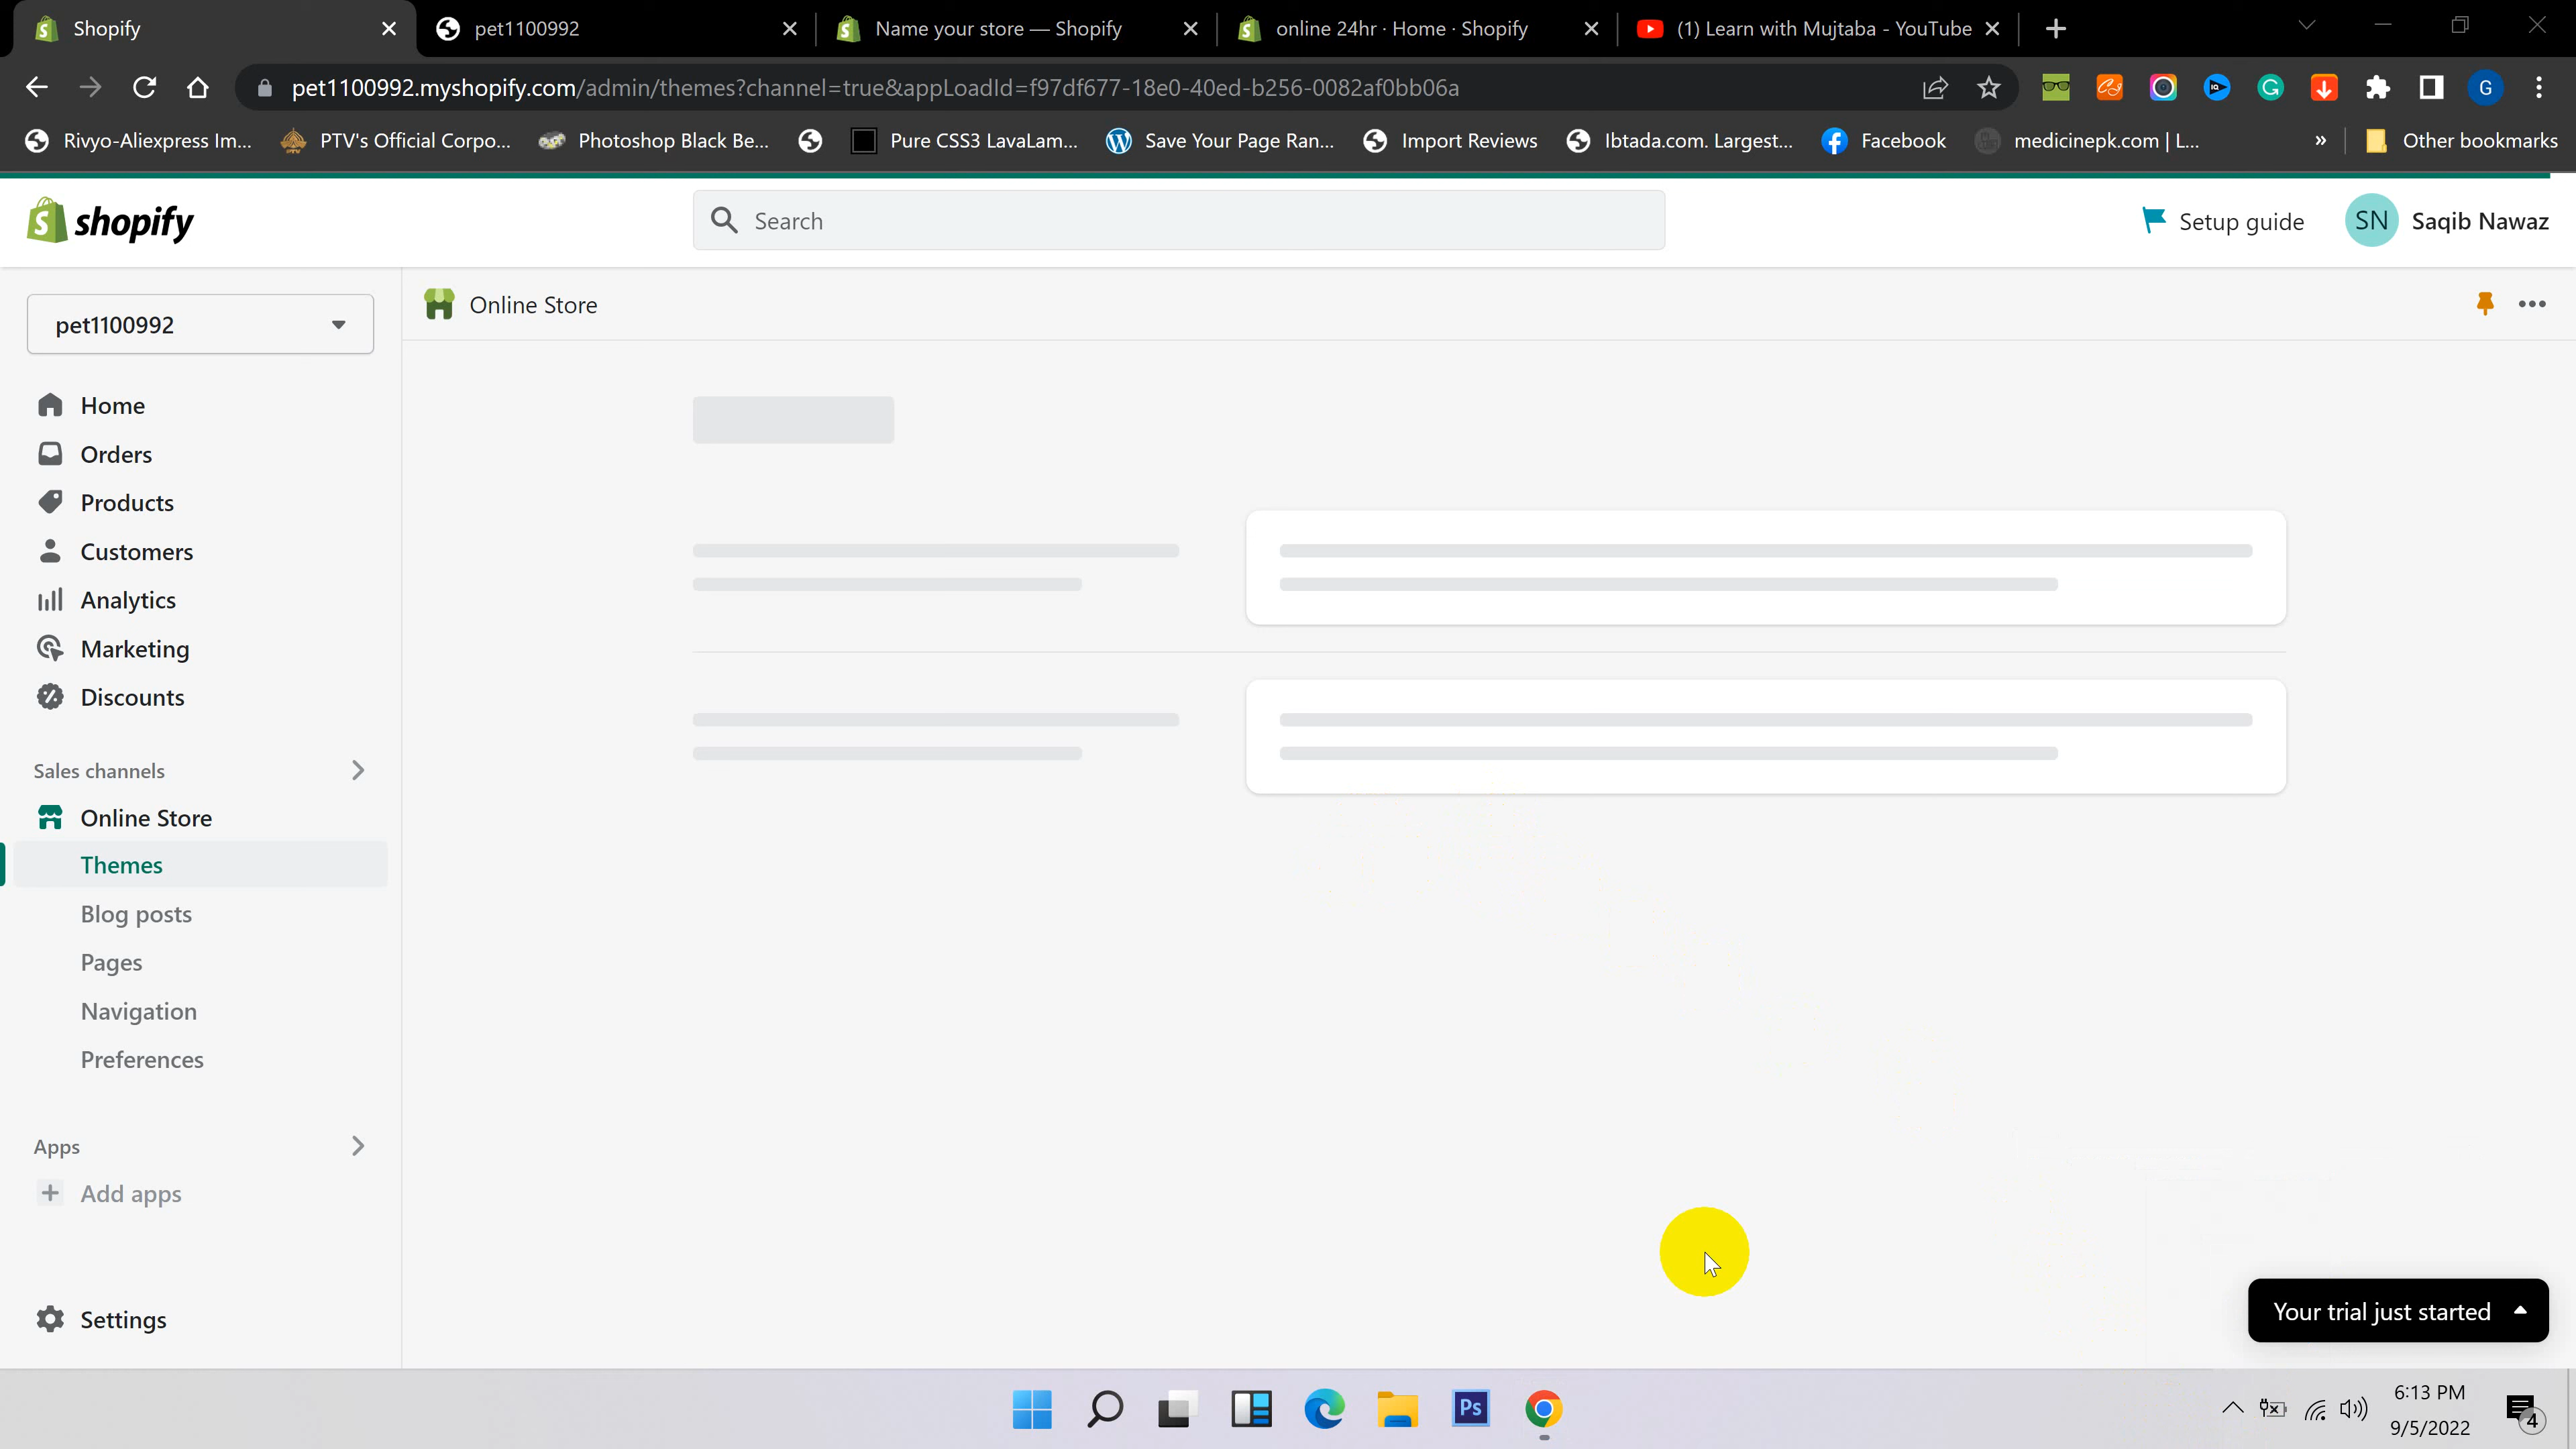 Shopify
pet1100992
Name your store — Shopify
online 24hr · Home · Shopify
(1) Learn with Mujtaba - YouTube
pet1100992.myshopify.com/admin/themes?channel=true&appLoadId=f97df677-18e0-40ed-b256-0082af0bb06a
Rivyo-Aliexpress Im...
PTV's Official Corpo...
Photoshop Black Be...
Pure CSS3 LavaLam...
Save Your Page Ran...
Import Reviews
Ibtada.com. Largest...
Facebook
medicinepk.com | L...
»
Other bookmarks
shopify
Search
Setup guide
SN
Saqib Nawaz
pet1100992
Online Store
Home
Orders
Products
Customers
Analytics
Marketing
Discounts
Sales channels
Online Store
Themes
Blog posts
Pages
Navigation
Preferences
Apps
Add apps
Settings
Your trial just started
Ps
6:13 PM
9/5/2022
4